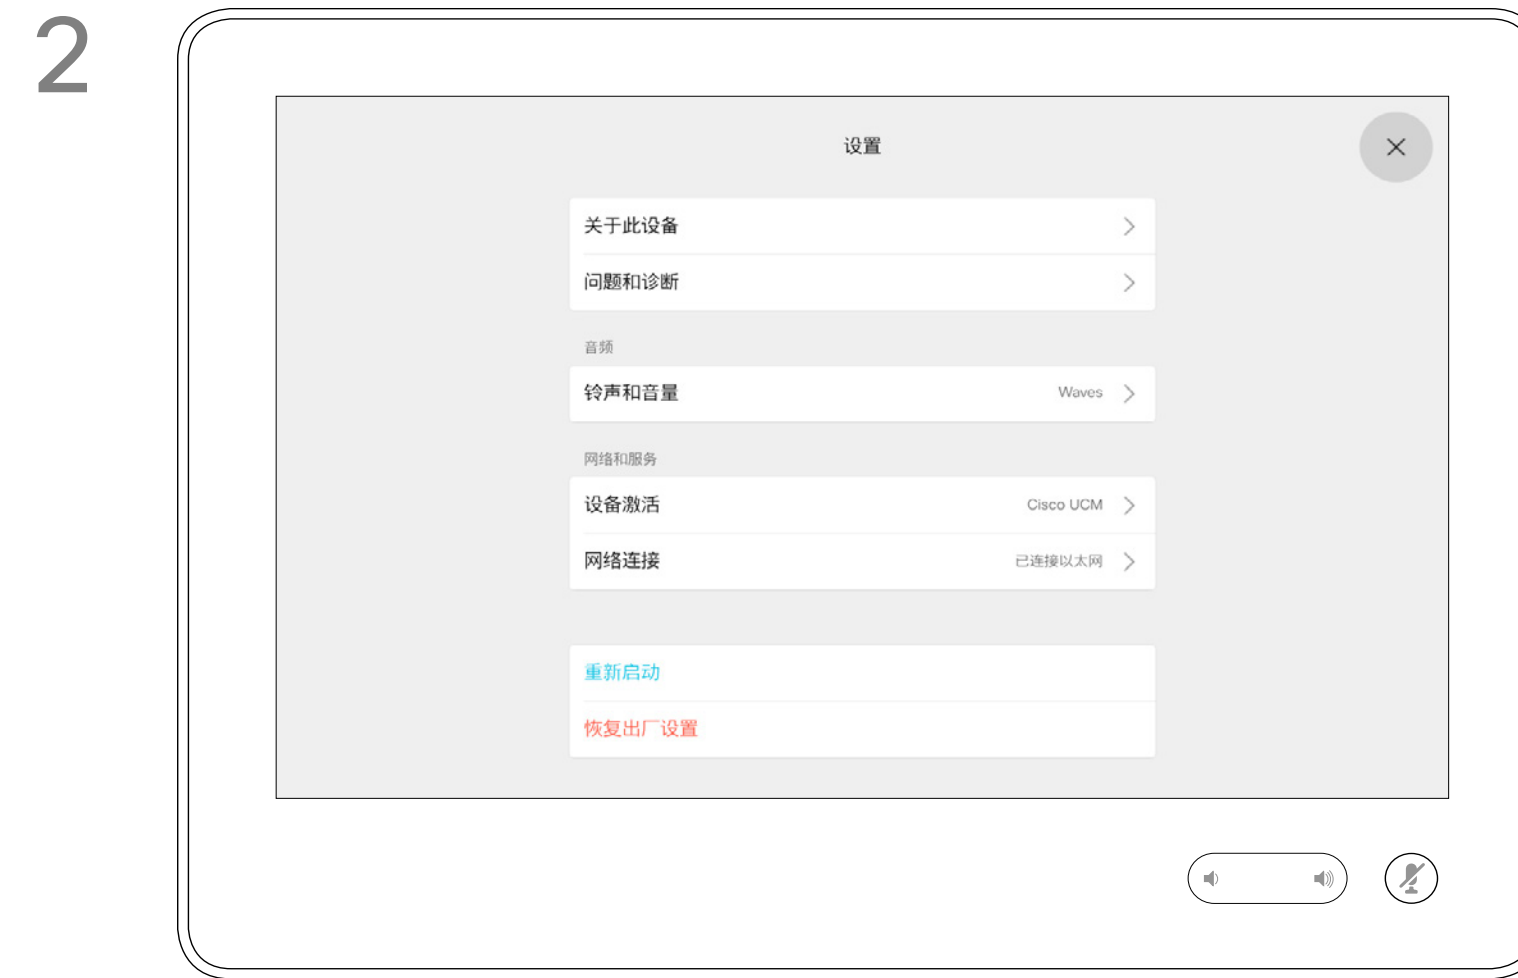 2
设置
关于此设备
问题和诊断
音频
铃声和音量 Waves
网络和服务
设备激活 Cisco UCM
网络连接 已连接以太网
重新启动
恢复出厂设置